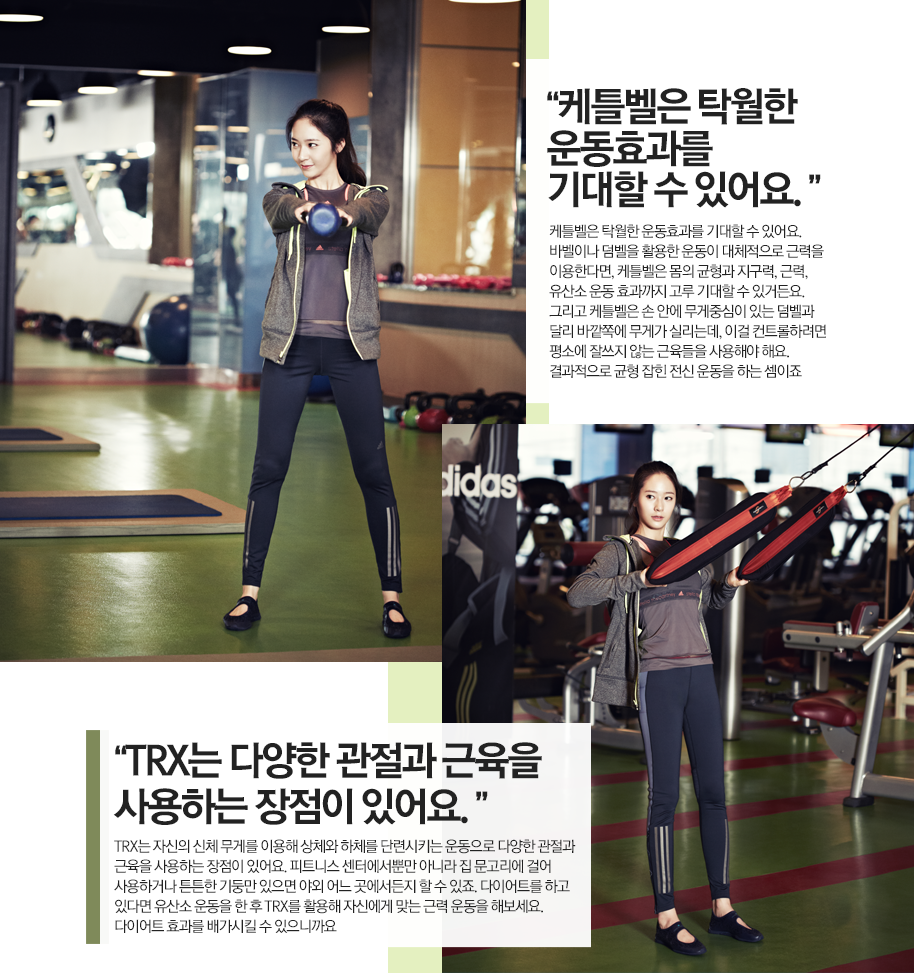 “케틀벨은 탁월한
운동효과를
기대할 수 있어요. ”
케틀벨은 탁월한 운동효과를 기대할 수 있어요.
바벨이나 덤벨을 활용한 운동이 대체적으로 근력을
이용한다면, 케틀벨은 몸의 균형과 지구력, 근력,
유산소 운동 효과까지 고루 기대할 수 있거든요.
그리고 케틀벨은 손 안에 무게중심이 있는 덤벨과
달리 바깥쪽에 무게가 실리는데, 이걸 컨트롤하려면
평소에 잘쓰지 않는 근육들을 사용해야 해요.
결과적으로 균형 잡힌 전신 운동을 하는 셈이죠
adidas
“TRX는 다양한 관절과 근육을
사용하는 장점이 있어요. ”
TRX는 자신의 신체 무게를 이용해 상체와 하체를 단련시키는 운동으로 다양한 관절과
근육을 사용하는 장점이 있어요. 피트니스 센터에서뿐만 아니라 집 문고리에 걸어
사용하거나 튼튼한 기둥만 있으면 야외 어느 곳에서든지 할 수 있죠. 다이어트를 하고
있다면 유산소 운동을 한 후 TRX를 활용해 자신에게 맞는 근력 운동을 해보세요.
다이어트 효과를 배가시킬 수 있으니까요